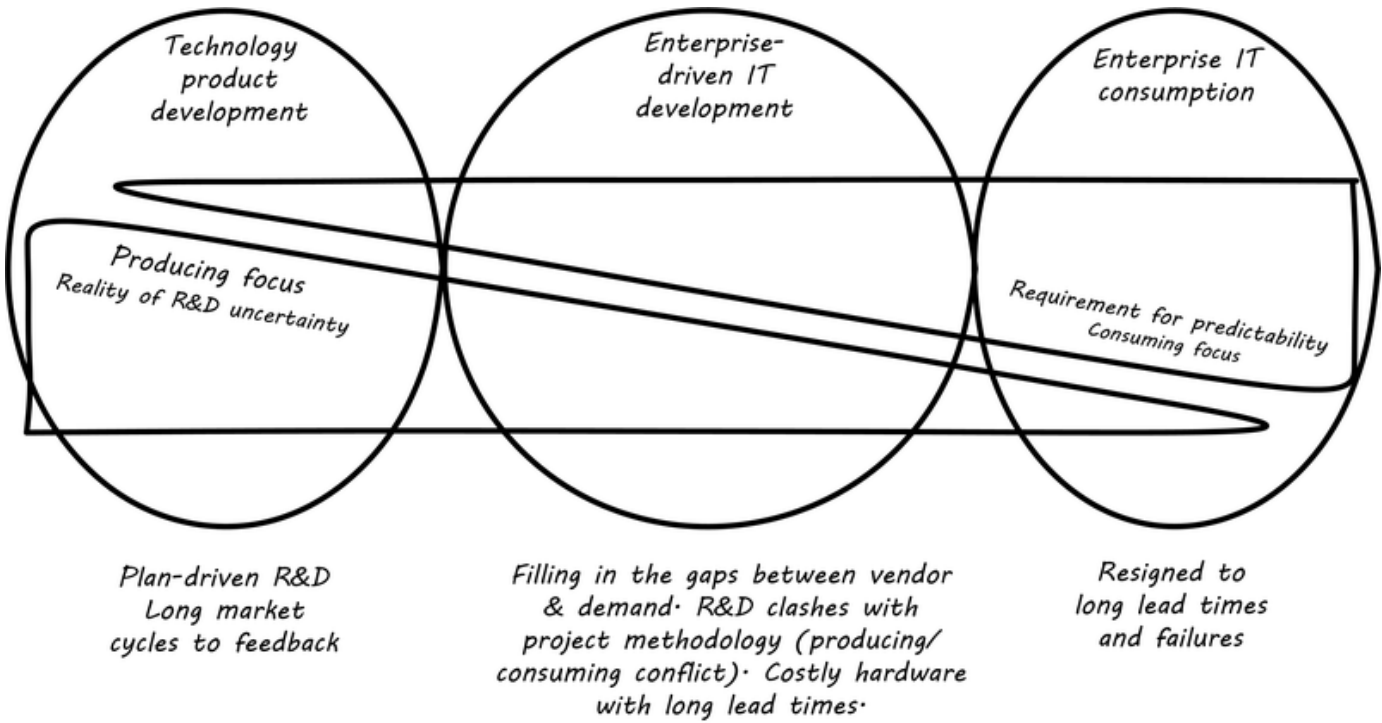 Technology
product
development
Enterprise-
driven IT
development
Enterprise IT
consumption
Producing focus
Reality of R&D uncertainty
Requirement for predictability
Consuming focus
Plan-driven R&D
Long market
cycles to feedback
Filling in the gaps between vendor
& demand. R&D clashes with
project methodology (producing/
consuming conflict). Costly hardware
with long lead times.
Resigned to
long lead times
and failures